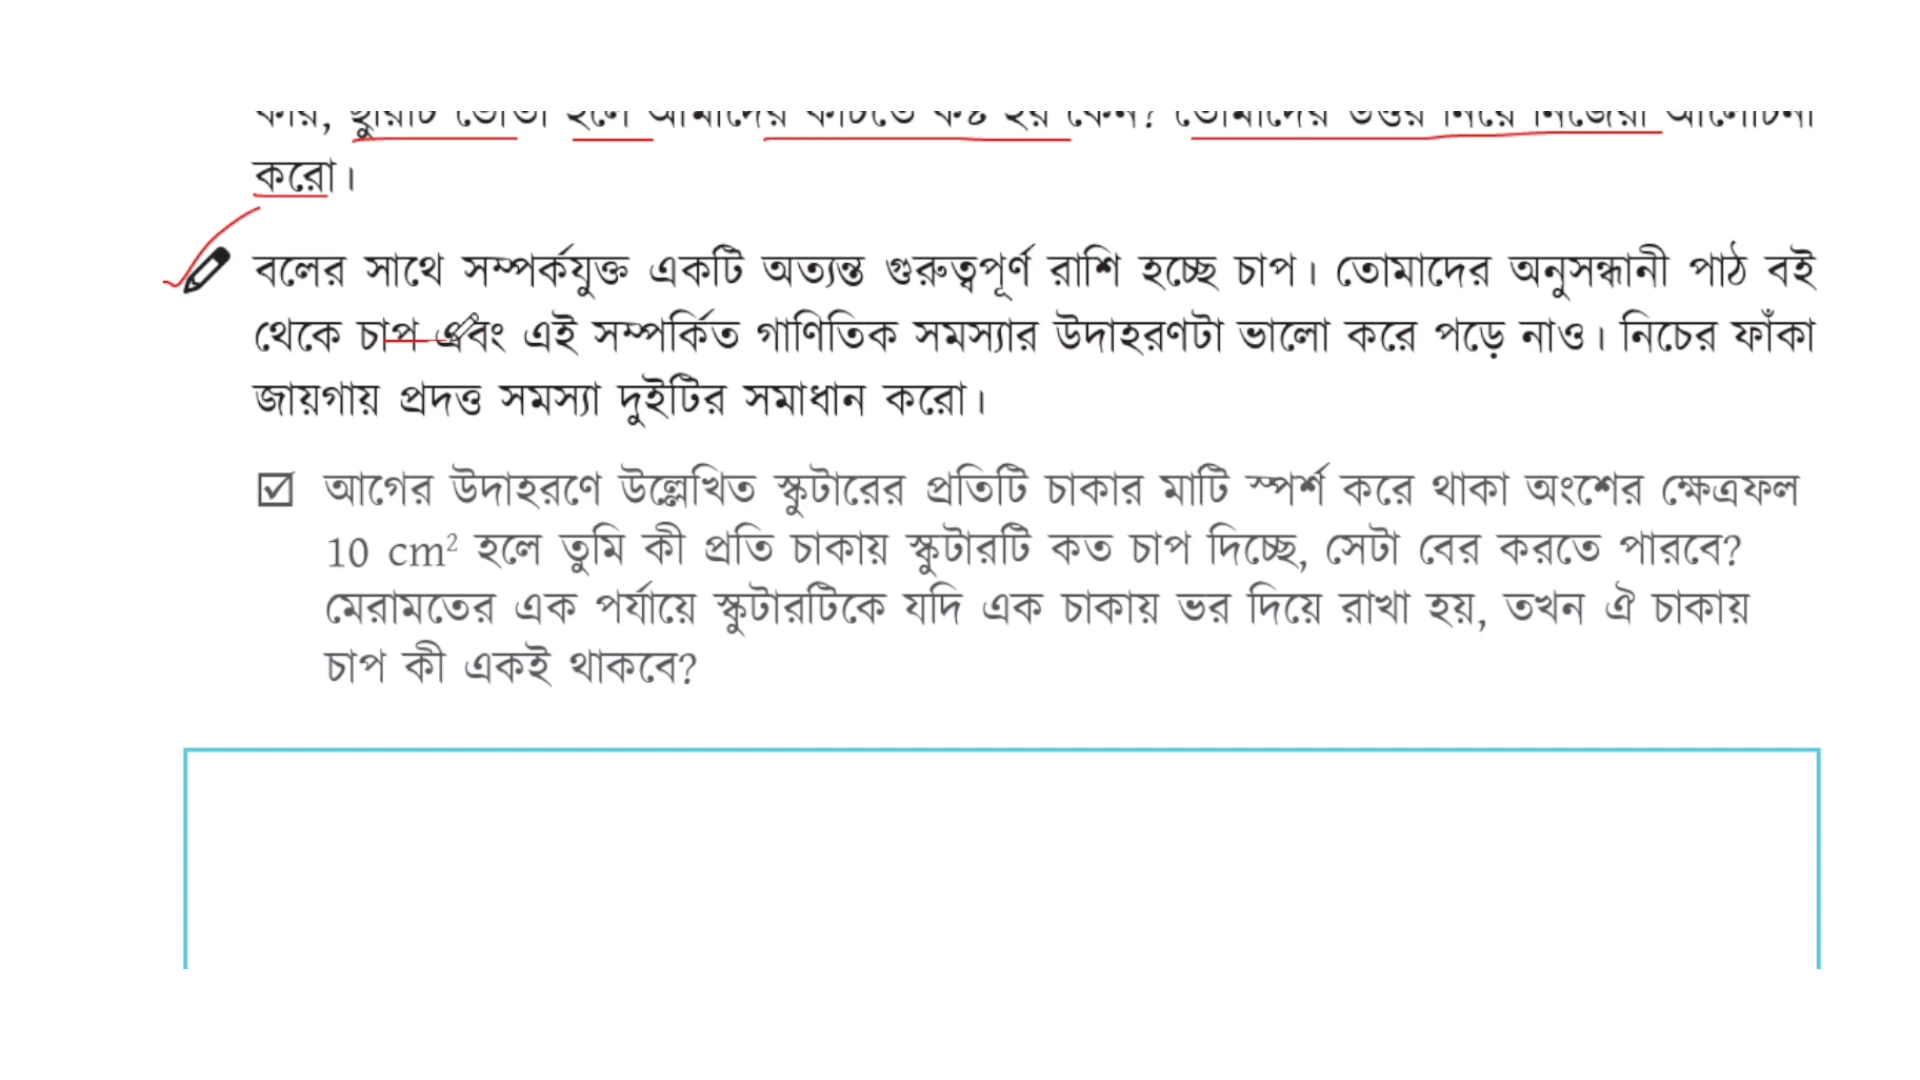 করো।
বলের সাথে সম্পর্কযুক্ত একটি অত্যন্ত গুরুত্বপূর্ণ রাশি হচ্ছে চাপ। তোমাদের অনুসন্ধানী পাঠ বই
থেকে চাপ এবং এই সম্পর্কিত গাণিতিক সমস্যার উদাহরণটা ভালো করে পড়ে নাও। নিচের ফাঁকা
জায়গায় প্রদত্ত সমস্যা দুইটির সমাধান করো।
আগের উদাহরণে উল্লেখিত স্কুটারের প্রতিটি চাকার মাটি স্পর্শ করে থাকা অংশের ক্ষেত্রফল
10 cm² হলে তুমি কী প্রতি চাকায় স্কুটারটি কত চাপ দিচ্ছে, সেটা বের করতে পারবে?
মেরামতের এক পর্যায়ে স্কুটারটিকে যদি এক চাকায় ভর দিয়ে রাখা হয়, তখন ঐ চাকায়
চাপ কী একই থাকবে?